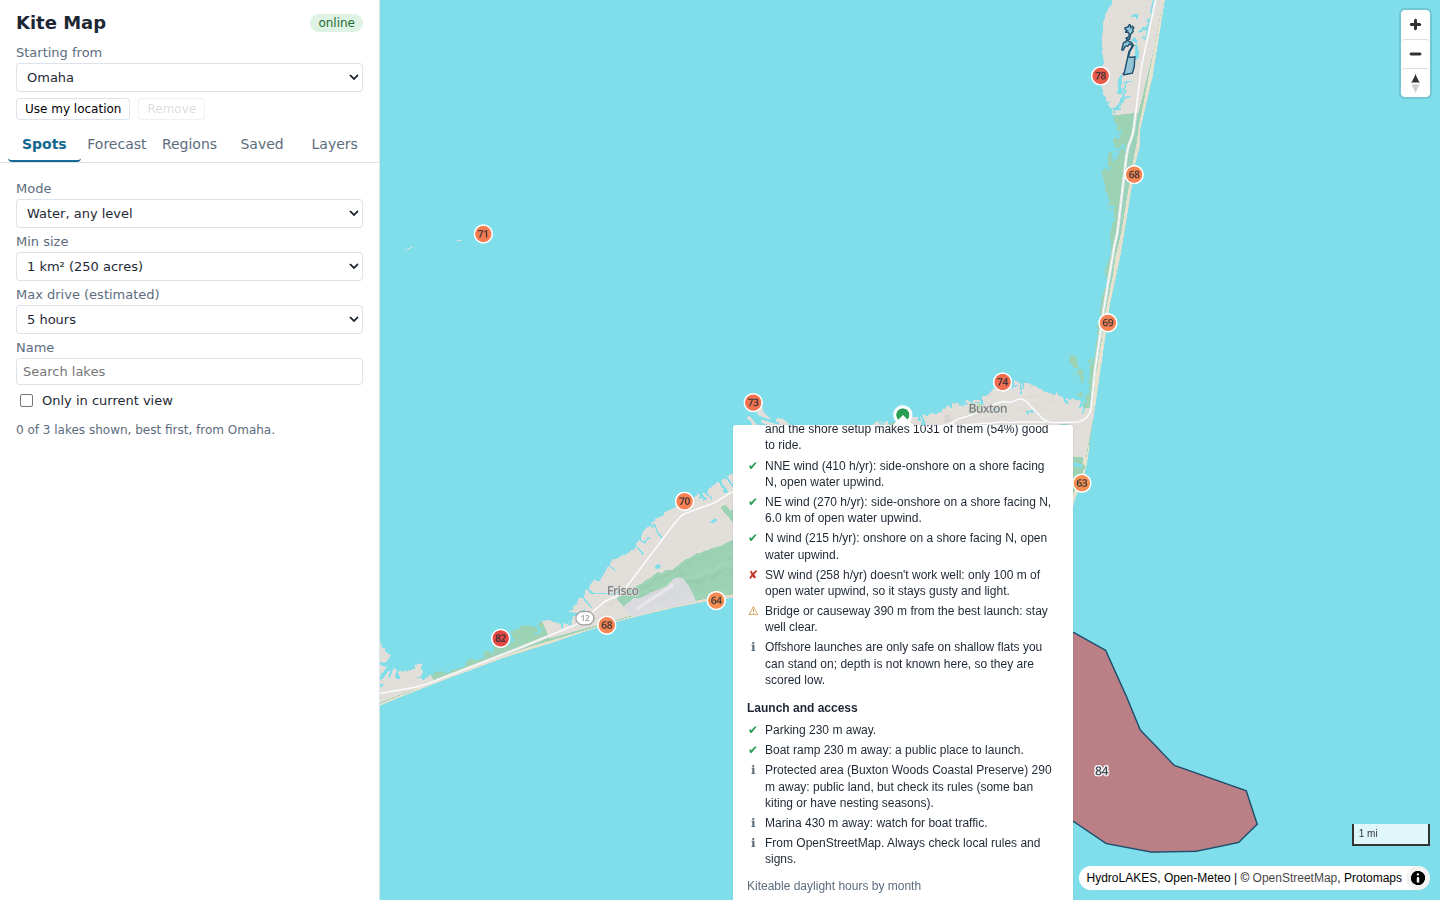 Kite Map
online
Starting from
Omaha
Use my location
Remove
Spots
Forecast
Regions
Saved
Layers
Mode
Water, any level
Min size
1 km² (250 acres)
Max drive (estimated)
5 hours
Name
Search lakes
Only in current view
0 of 3 lakes shown, best first, from Omaha.
78
68
71
69
74
73
Buxton
63
70
Frisco
64
12
68
82
and the shore setup makes 1031 of them (54%) good
to ride.
✔ NNE wind (410 h/yr): side-onshore on a shore facing
N, open water upwind.
✔ NE wind (270 h/yr): side-onshore on a shore facing N,
6.0 km of open water upwind.
✔ N wind (215 h/yr): onshore on a shore facing N, open
water upwind.
✘ SW wind (258 h/yr) doesn't work well: only 100 m of
open water upwind, so it stays gusty and light.
⚠ Bridge or causeway 390 m from the best launch: stay
well clear.
ℹ Offshore launches are only safe on shallow flats you
can stand on; depth is not known here, so they are
scored low.
Launch and access
✔ Parking 230 m away.
✔ Boat ramp 230 m away: a public place to launch.
ℹ Protected area (Buxton Woods Coastal Preserve) 290
m away: public land, but check its rules (some ban
kiting or have nesting seasons).
ℹ Marina 430 m away: watch for boat traffic.
ℹ From OpenStreetMap. Always check local rules and
signs.
Kiteable daylight hours by month
84
1 mi
HydroLAKES, Open-Meteo | © OpenStreetMap, Protomaps